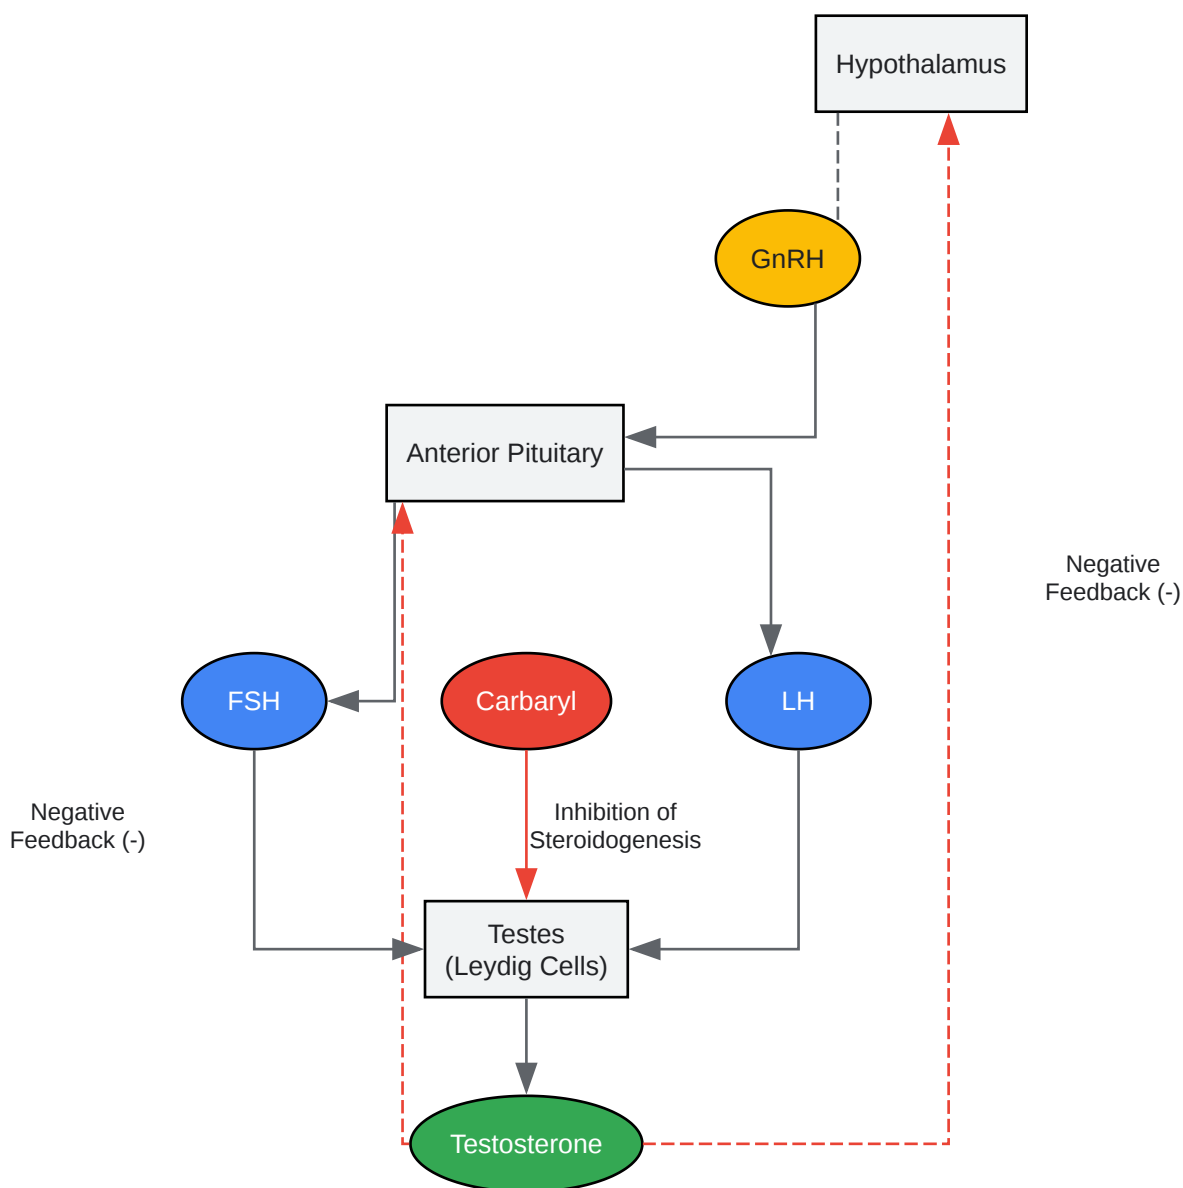 Hypothalamus
GnRH
Anterior Pituitary
Negative
Feedback (-)
FSH
Carbaryl
LH
Negative
Feedback (-)
Inhibition of
Steroidogenesis
Testes
(Leydig Cells)
Testosterone